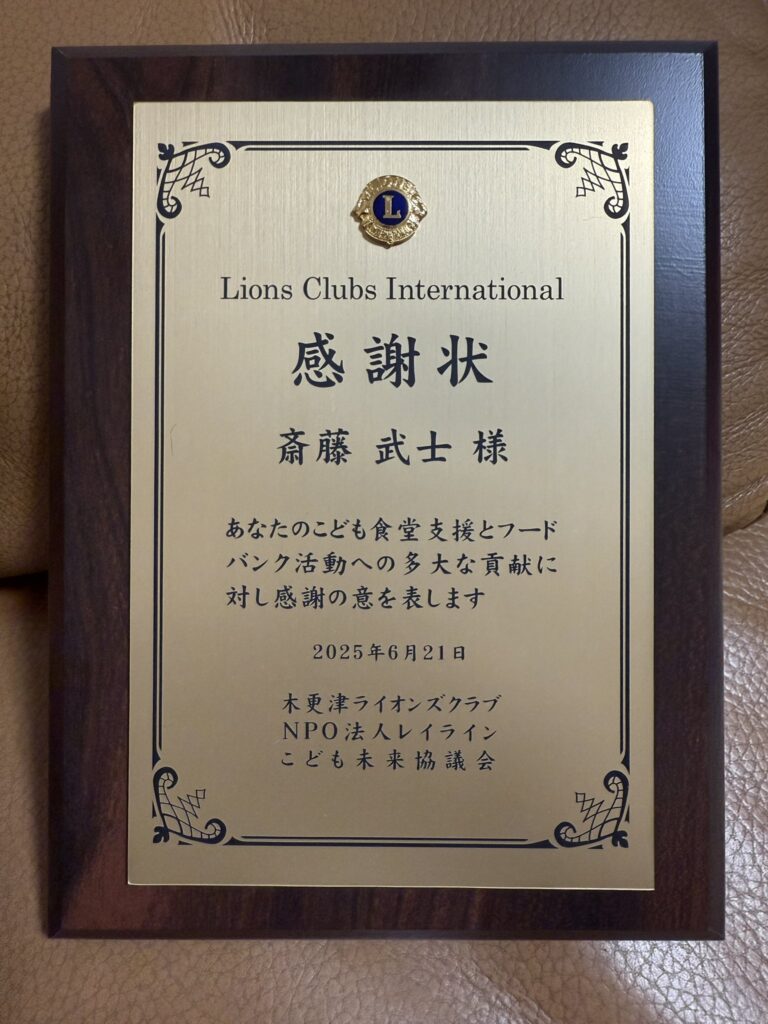 L
Lions Clubs International
感謝状
斎藤 武士 様
あなたのこども食堂支援とフード
バンク活動への多大な貢献に
対し感謝の意を表します
2025年6月21日
木更津ライオンズクラブ
NPO法人レイライン
こども未来協議会